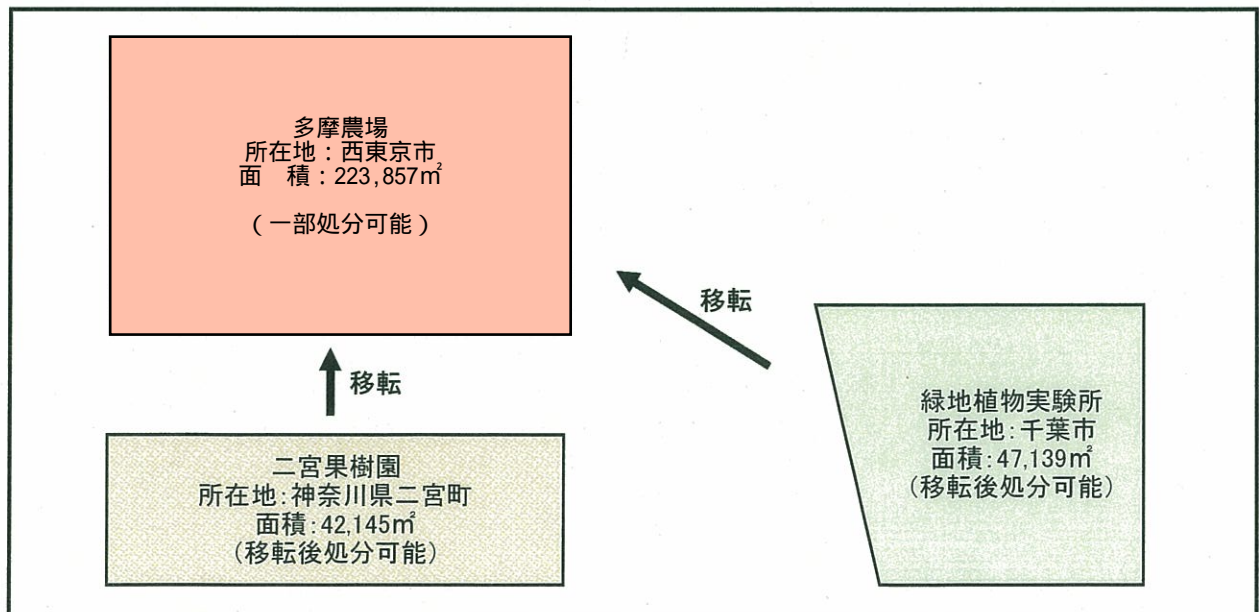 多摩農場
所在地：西東京市
面　積：223,857㎡
（一部処分可能）
移転
移転
二宮果樹園
所在地:神奈川県二宮町
面積:42,145㎡
(移転後処分可能)
緑地植物実験所
所在地:千葉市
面積:47,139㎡
(移転後処分可能)